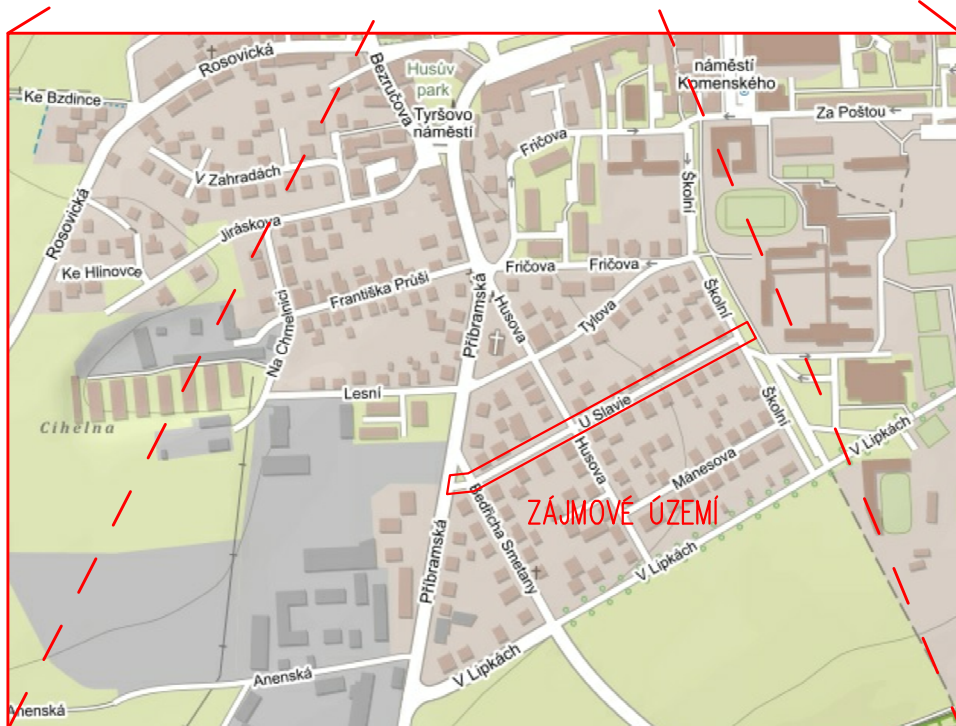 Rosovická
Bezručova
Husův
park
náměstí
Komenského
Ke Bzdince
Tyršovo
náměstí
Za Poštou
Fričova
V Zahradách
Školní
Rosovická
Jiráskova
Ke Hlinovce
Fričova
Fričova
Františka Průši
Příbramská
Husova
Školní
Tylova
Na Chmelnici
Lesní
Školní
U Slavie
Cihelna
V Lipkách
Husova
Mánesova
Bedřicha Smetany
ZÁJMOVÉ ÚZEMÍ
Příbramská
V Lipkách
V Lipkách
Anenská
Anenská